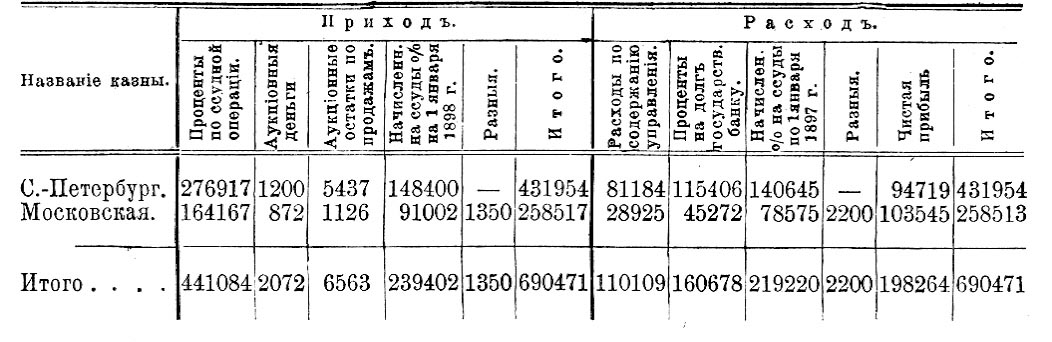 Приходъ. Расходъ.
Названіе казны. Проценты по ссудной операціи. Аукціонныя деньги Аукціонные остатки по продажамъ. Начисленн. на ссуды % на 1 января 1898 г. Разныя. Итого. Расходы по содержанію управленія. Проценты на долгъ государств. банку. Начислен. % на ссуды по 1 января 1897 г. Разныя. Чистая прибыль Итого.
С.-Петербург. 276917 1200 5437 148400 — 431954 81184 115406 140645 — 94719 431954
Московская. 164167 872 1126 91002 1350 258517 28925 45272 78575 2200 103545 258513
Итого . . . . 441084 2072 6563 239402 1350 690471 110109 160678 219220 2200 198264 690471